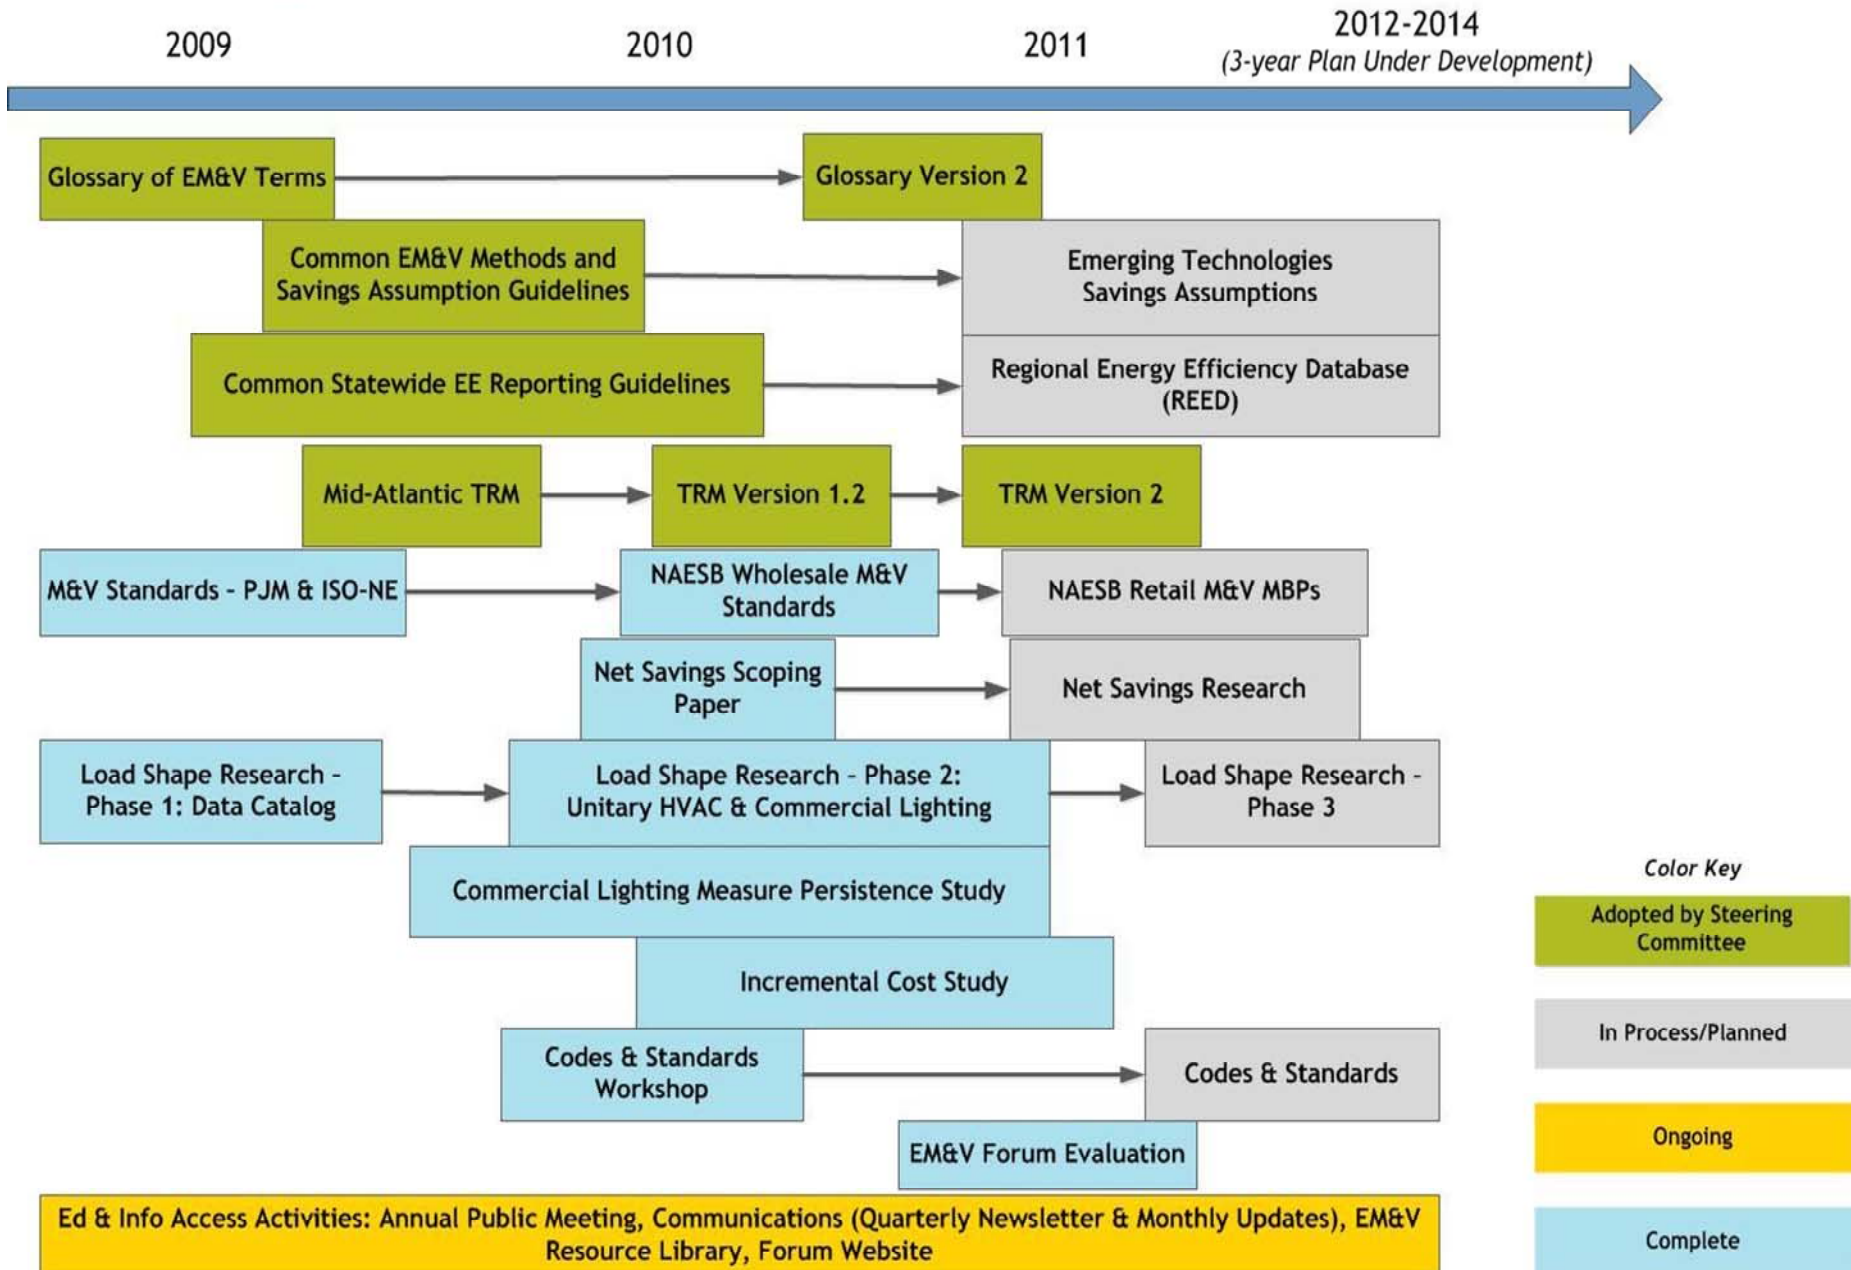 2009
2010
2011
2012-2014
(3-year Plan Under Development)
Glossary of EM&V Terms
Glossary Version 2
Common EM&V Methods and
Savings Assumption Guidelines
Emerging Technologies
Savings Assumptions
Common Statewide EE Reporting Guidelines
Regional Energy Efficiency Database
(REED)
Mid-Atlantic TRM
TRM Version 1.2
TRM Version 2
M&V Standards - PJM & ISO-NE
NAESB Wholesale M&V
Standards
NAESB Retail M&V MBPs
Net Savings Scoping
Paper
Net Savings Research
Load Shape Research -
Phase 1: Data Catalog
Load Shape Research - Phase 2:
Unitary HVAC & Commercial Lighting
Load Shape Research -
Phase 3
Commercial Lighting Measure Persistence Study
Incremental Cost Study
Codes & Standards
Workshop
Codes & Standards
EM&V Forum Evaluation
Ed & Info Access Activities: Annual Public Meeting, Communications (Quarterly Newsletter & Monthly Updates), EM&V
Resource Library, Forum Website
Color Key
Adopted by Steering
Committee
In Process/Planned
Ongoing
Complete